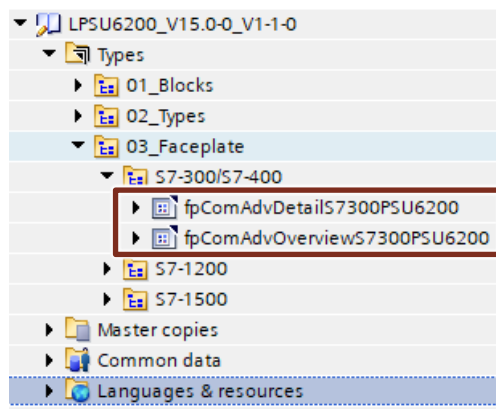 LPSU6200_V15.0-0_V1-1-0
Types
01_Blocks
02_Types
03_Faceplate
S7-300/S7-400
fpComAdvDetailS7300PSU6200
fpComAdvOverviewS7300PSU6200
S7-1200
S7-1500
Master copies
Common data
Languages & resources